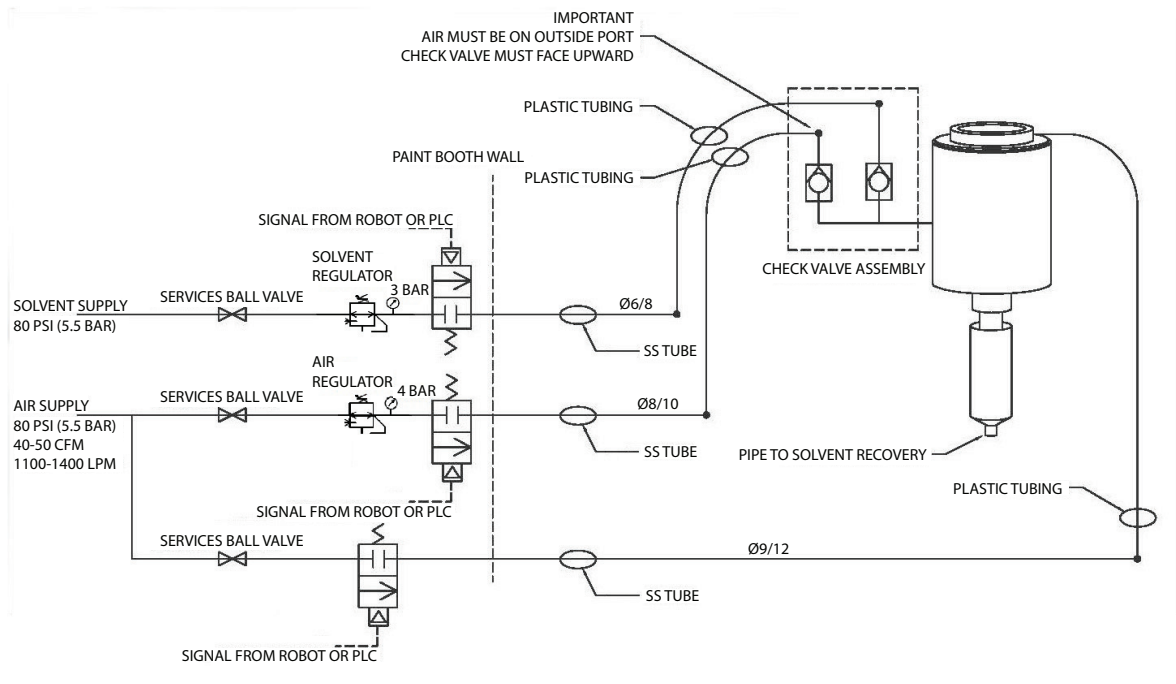 IMPORTANT
AIR MUST BE ON OUTSIDE PORT
CHECK VALVE MUST FACE UPWARD
PLASTIC TUBING
PAINT BOOTH WALL
PLASTIC TUBING
SIGNAL FROM ROBOT OR PLC
SOLVENT
REGULATOR
3 BAR
CHECK VALVE ASSEMBLY
SERVICES BALL VALVE
SOLVENT SUPPLY
80 PSI (5.5 BAR)
Ø6/8
SS TUBE
AIR
REGULATOR
4 BAR
SERVICES BALL VALVE
AIR SUPPLY
80 PSI (5.5 BAR)
40-50 CFM
1100-1400 LPM
Ø8/10
SS TUBE
PIPE TO SOLVENT RECOVERY
PLASTIC TUBING
SIGNAL FROM ROBOT OR PLC
SERVICES BALL VALVE
Ø9/12
SS TUBE
SIGNAL FROM ROBOT OR PLC